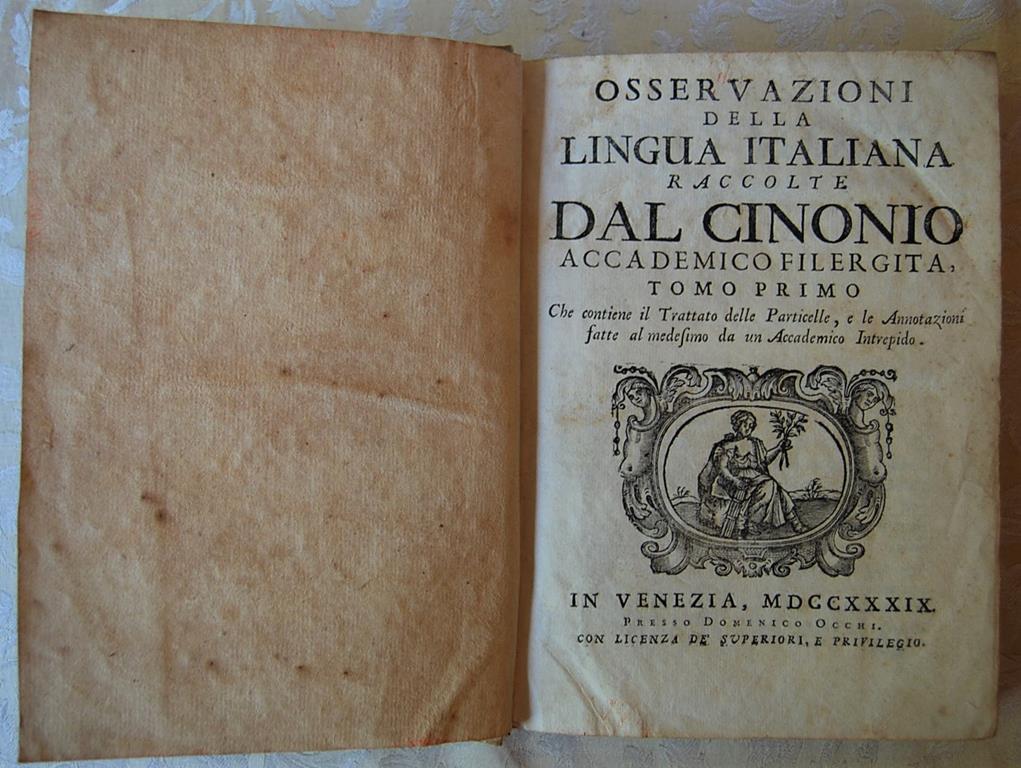 OSSERVAZIONI
DELLA
LINGUA ITALIANA
RACCOLTE
DAL CINONIO
ACCADEMICO FILERGITA,
TOMO PRIMO
Che contiene il Trattato delle Particelle, e le Annotazioni
fatte al medeſimo da un Accademico Intrepido.
IN VENEZIA, MDCCXXXIX.
PRESSO DOMENICO OCCHI.
CON LICENZA DE' SVPERIORI, E PRIVILEGIO.